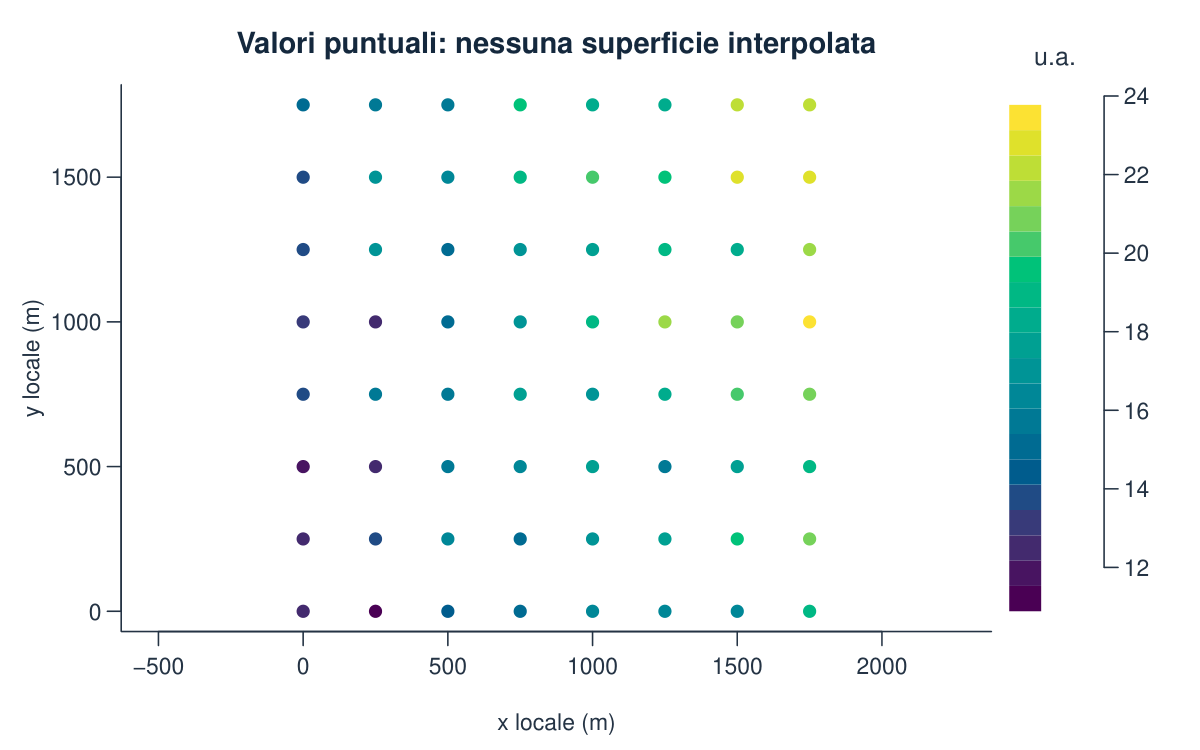 Valori puntuali: nessuna superficie interpolata
u.a.
24
22
20
18
16
14
12
y locale (m)
1500
1000
500
0
−500 0 500 1000 1500 2000
x locale (m)